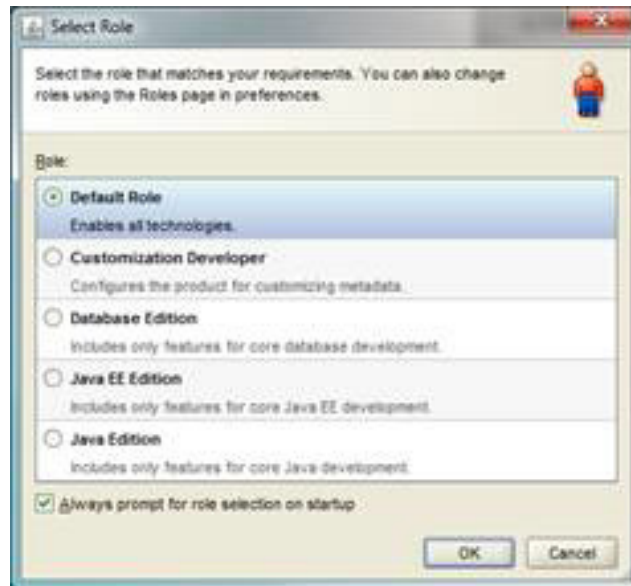 Select Role
Select the role that matches your requirements. You can also change
roles using the Roles page in preferences.
Role:
Default Role
Enables all technologies.
Customization Developer
Configures the product for customizing metadata.
Database Edition
Includes only features for core database development.
Java EE Edition
Includes only features for core Java EE development.
Java Edition
Includes only features for core Java development.
Always prompt for role selection on startup
OK
Cancel